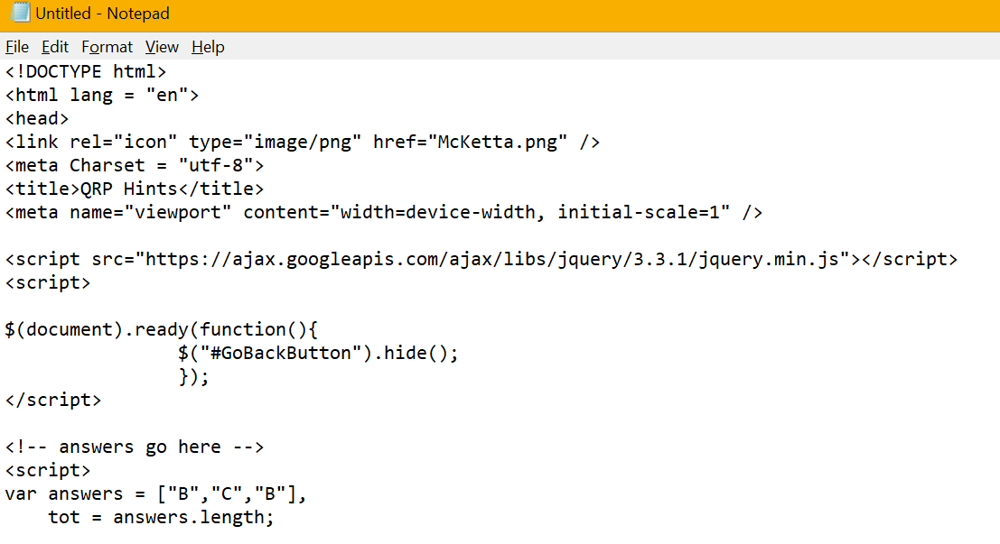 Untitled - Notepad
File Edit Format View Help
<!DOCTYPE html>
<html lang = "en">
<head>
<link rel="icon" type="image/png" href="McKetta.png" />
<meta Charset = "utf-8">
<title>QRP Hints</title>
<meta name="viewport" content="width=device-width, initial-scale=1" />
<script src="https://ajax.googleapis.com/ajax/libs/jquery/3.3.1/jquery.min.js"></script>
<script>
$(document).ready(function(){
                $("#GoBackButton").hide();
                });
</script>
<!-- answers go here -->
<script>
var answers = ["B","C","B"],
    tot = answers.length;